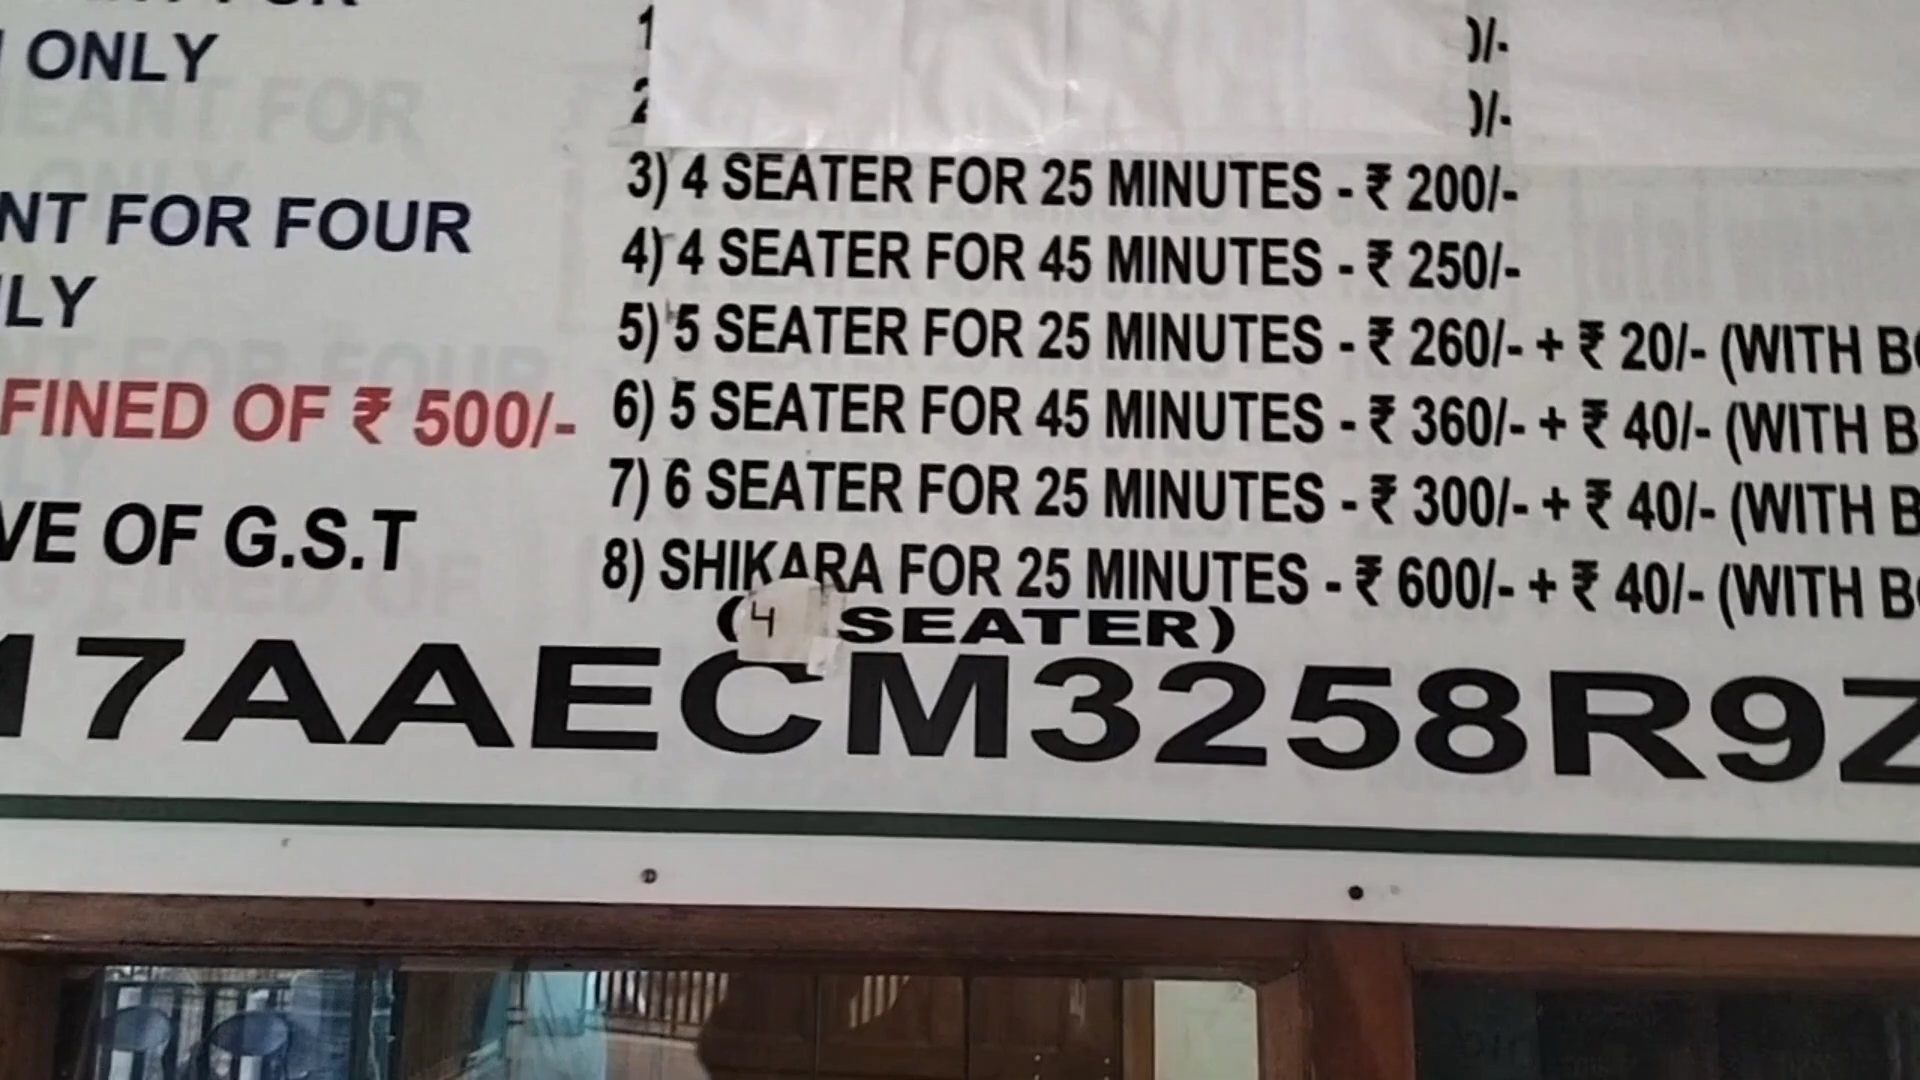 ONLY
NT FOR FOUR
LY
FINED OF ₹ 500/-
VE OF G.S.T
1
2
3) 4 SEATER FOR 25 MINUTES - ₹ 200/-
4) 4 SEATER FOR 45 MINUTES - ₹ 250/-
5) 5 SEATER FOR 25 MINUTES - ₹ 260/- + ₹ 20/- (WITH B
6) 5 SEATER FOR 45 MINUTES - ₹ 360/- + ₹ 40/- (WITH B
7) 6 SEATER FOR 25 MINUTES - ₹ 300/- + ₹ 40/- (WITH B
8) SHIKARA FOR 25 MINUTES - ₹ 600/- + ₹ 40/- (WITH B
(4 SEATER)
17AAECM3258R9Z